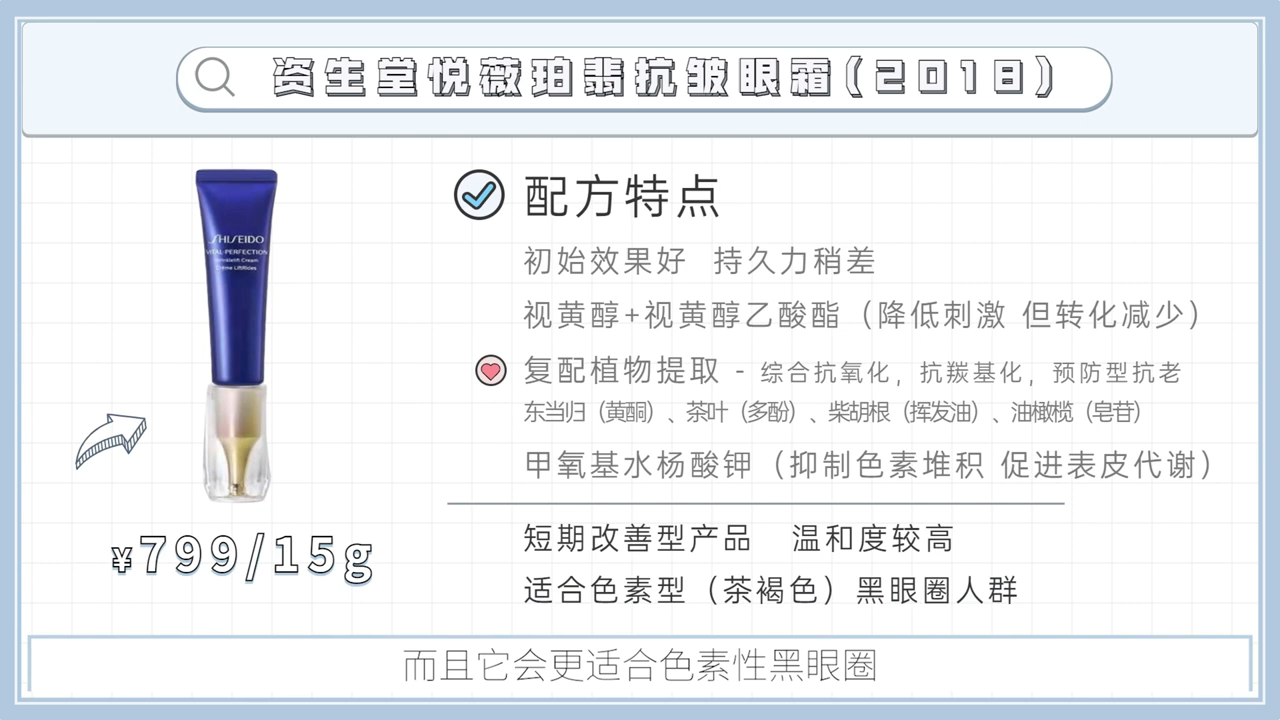 资生堂悦薇珀翡抗皱眼霜(2018)
SHISEIDO
VITAL-PERFECTION
Wrinklelift Cream
Crème Liftrides
¥799/15g
配方特点
初始效果好 持久力稍差
视黄醇+视黄醇乙酸酯（降低刺激 但转化减少）
复配植物提取 - 综合抗氧化，抗羰基化，预防型抗老
东当归（黄酮）、茶叶（多酚）、柴胡根（挥发油）、油橄榄（皂苷）
甲氧基水杨酸钾（抑制色素堆积 促进表皮代谢）
短期改善型产品 温和度较高
适合色素型（茶褐色）黑眼圈人群
而且它会更适合色素性黑眼圈